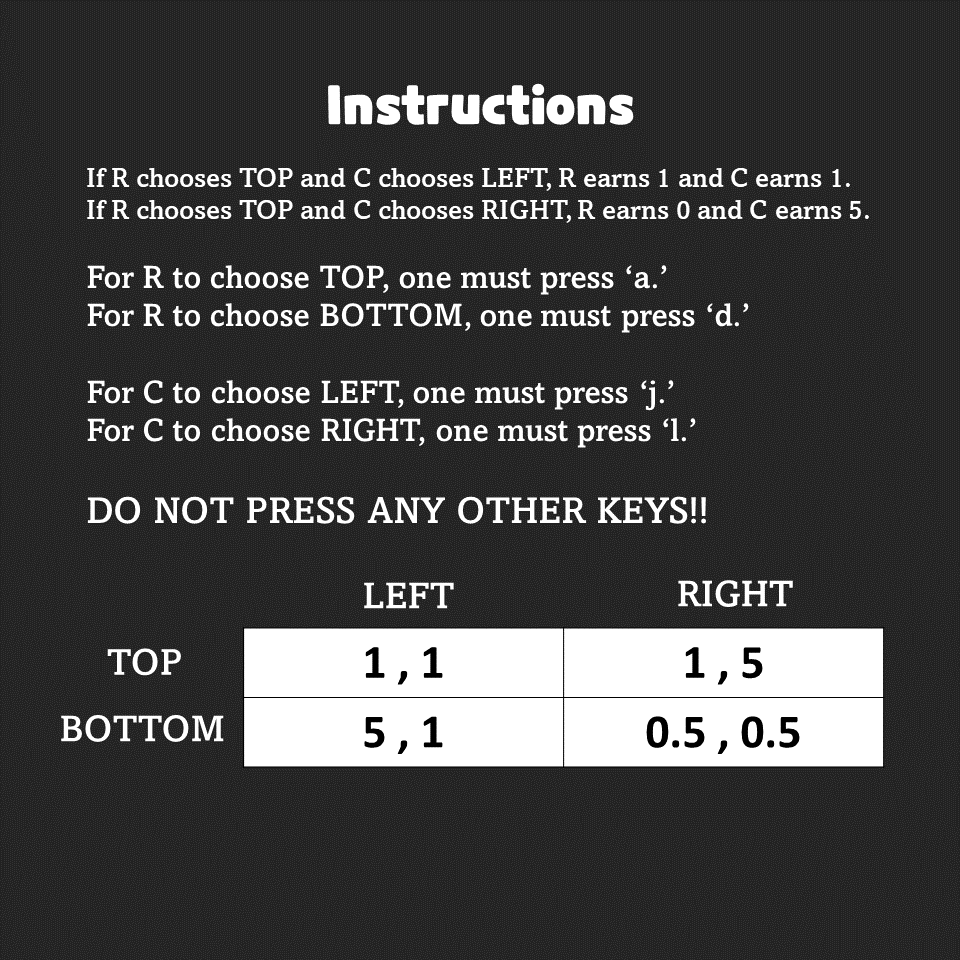 Instructions
If R chooses TOP and C chooses LEFT, R earns 1 and C earns 1.
If R chooses TOP and C chooses RIGHT, R earns 0 and C earns 5.
For R to choose TOP, one must press ‘a.’
For R to choose BOTTOM, one must press ‘d.’
For C to choose LEFT, one must press ‘j.’
For C to choose RIGHT, one must press ‘l.’
DO NOT PRESS ANY OTHER KEYS!!
LEFT RIGHT
TOP 1 , 1 1 , 5
BOTTOM 5 , 1 0.5 , 0.5